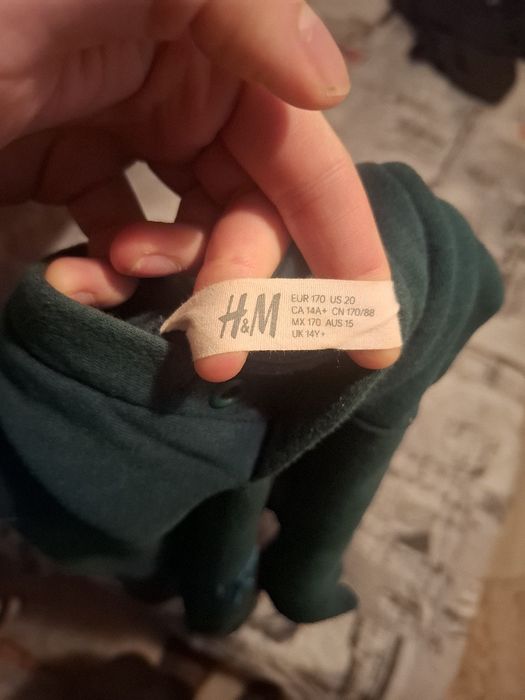 H&M
EUR 170 US 20
CA 14A+ CN 170/88
MX 170 AUS 15
UK 14Y+